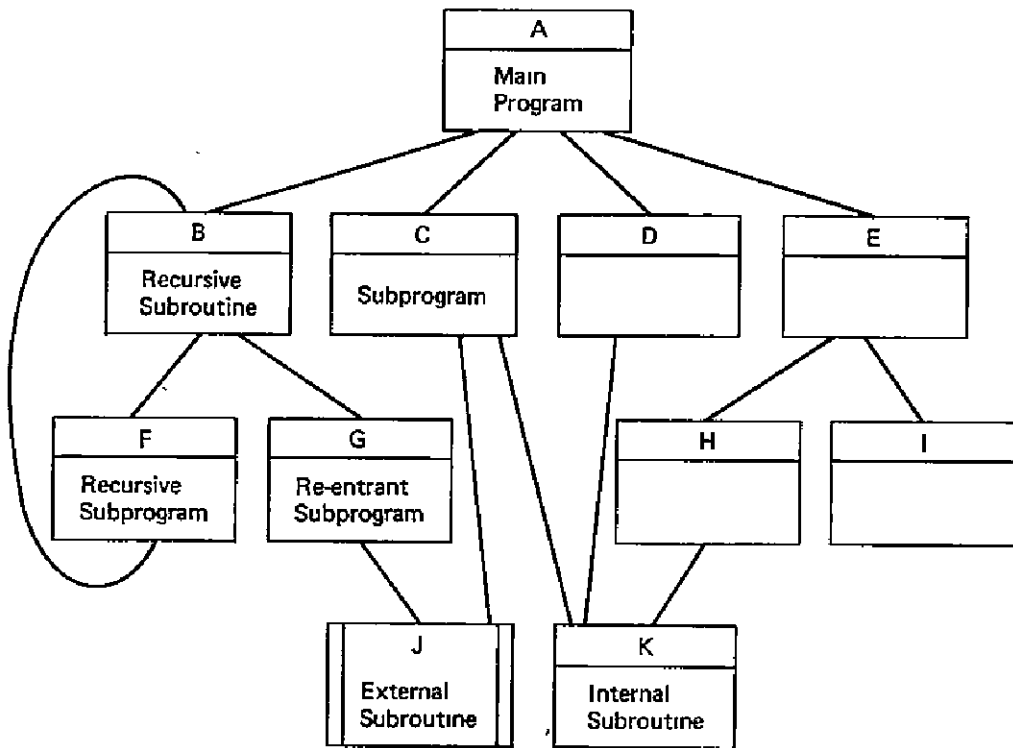 A
Main
Program
B
Recursive
Subroutine
C
Subprogram
D
E
F
Recursive
Subprogram
G
Re-entrant
Subprogram
H
I
J
External
Subroutine
K
Internal
Subroutine